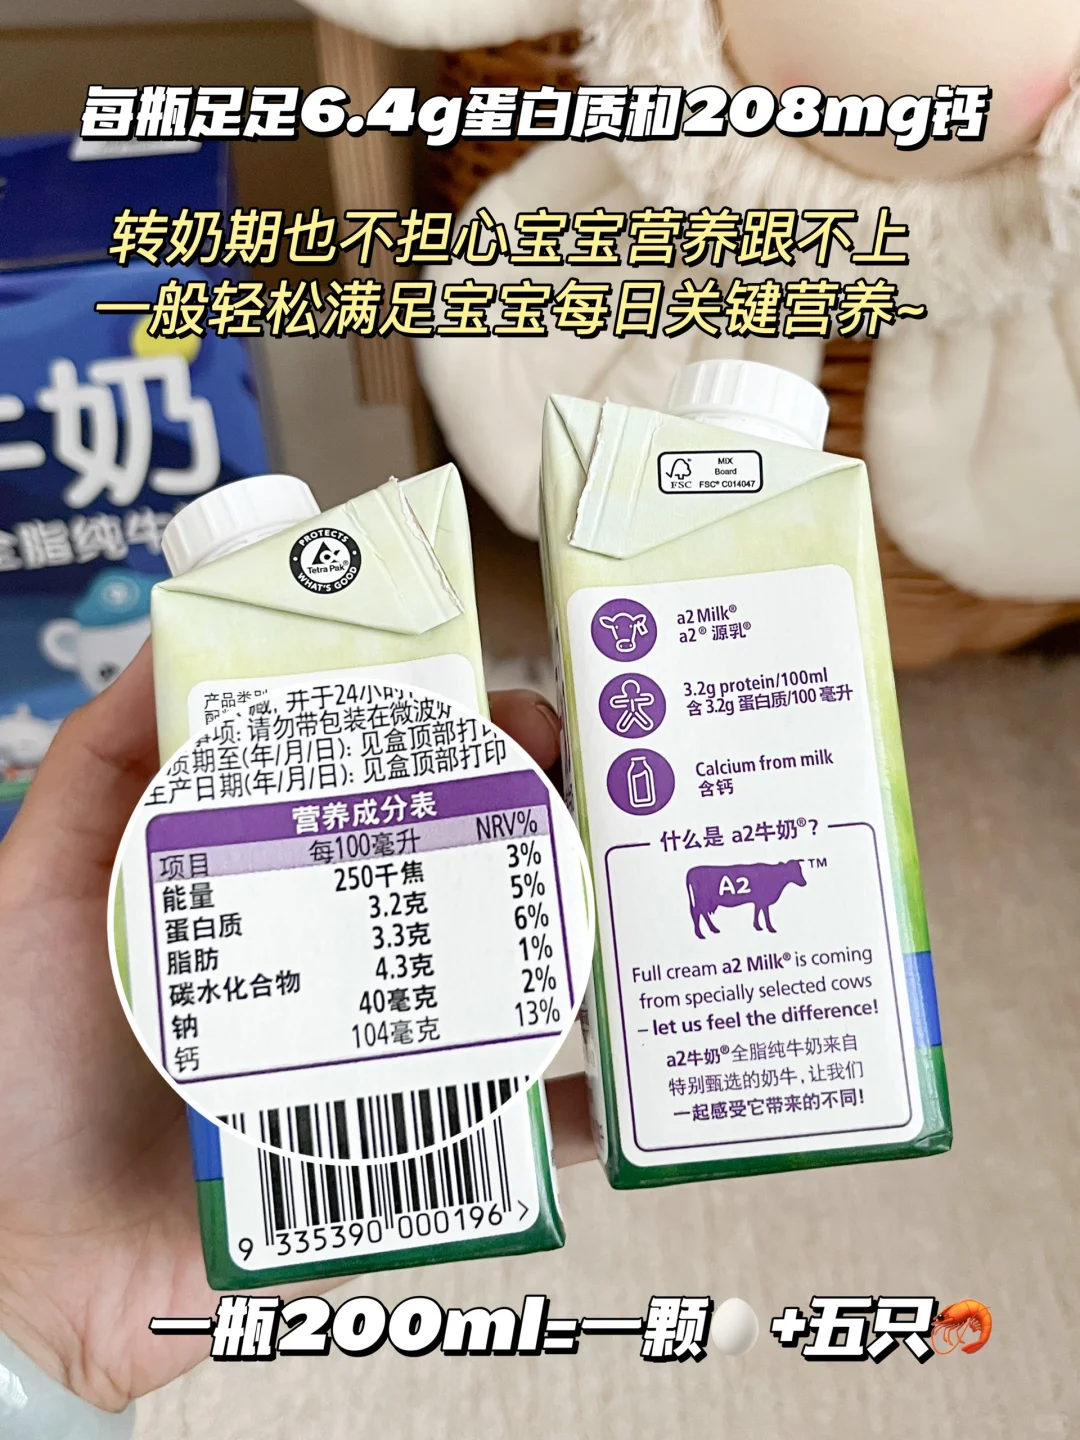 每瓶足足6.4g蛋白质和208mg钙
转奶期也不担心宝宝营养跟不上
一般轻松满足宝宝每日关键营养~
牛奶
全脂纯牛
PROTECTS
Tetra Pak®
WHAT'S GOOD
产品类别
藏, 并于24小时
项: 请勿带包装在微波炉
质期至(年/月/日): 见盒顶部打印
生产日期(年/月/日): 见盒顶部打印
营养成分表
项目 每100毫升 NRV%
能量 250千焦 3%
蛋白质 3.2克 5%
脂肪 3.3克 6%
碳水化合物 4.3克 1%
钠 40毫克 2%
钙 104毫克 13%
9 335390 000196 >
FSC
MIX
Board
FSC® C014047
a2 Milk®
a2® 源乳®
3.2g protein/100ml
含 3.2g 蛋白质/100 毫升
Calcium from milk
含钙
什么是 a2牛奶®?
A2™
Full cream a2 Milk® is coming
from specially selected cows
– let us feel the difference!
a2牛奶®全脂纯牛奶来自
特别甄选的奶牛, 让我们
一起感受它带来的不同!
一瓶200ml=一颗🥚+五只🦐